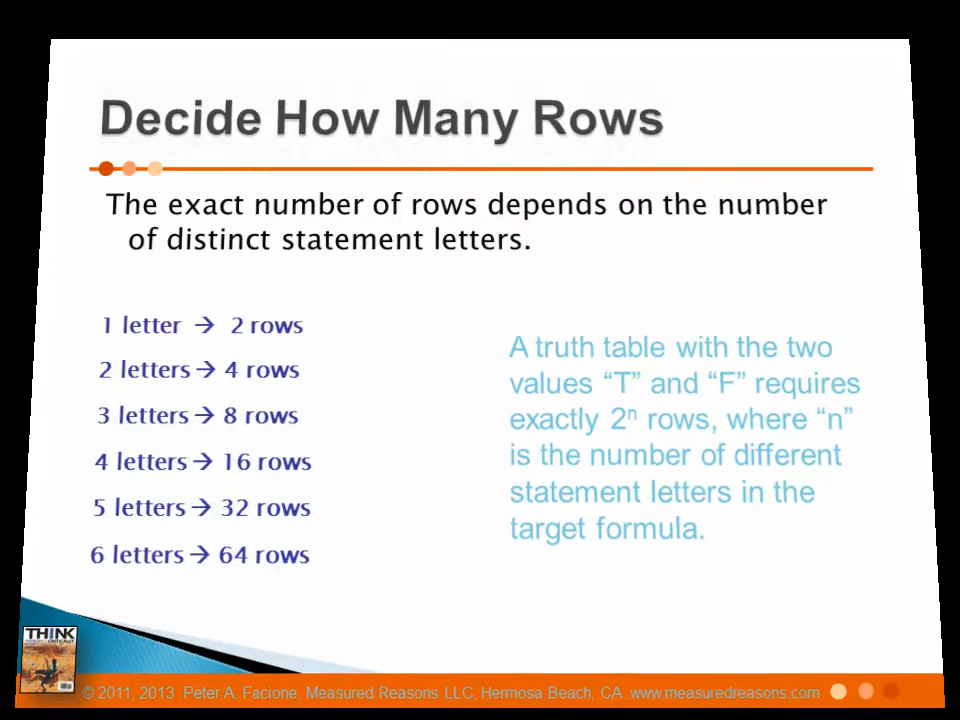 Decide How Many Rows
The exact number of rows depends on the number
of distinct statement letters.
1 letter → 2 rows
2 letters → 4 rows
3 letters → 8 rows
4 letters → 16 rows
5 letters → 32 rows
6 letters → 64 rows
A truth table with the two
values “T” and “F” requires
exactly 2ⁿ rows, where “n”
is the number of different
statement letters in the
target formula.
THINK
CRITICALLY
© 2011, 2013 Peter A. Facione, Measured Reasons LLC, Hermosa Beach, CA. www.measuredreasons.com